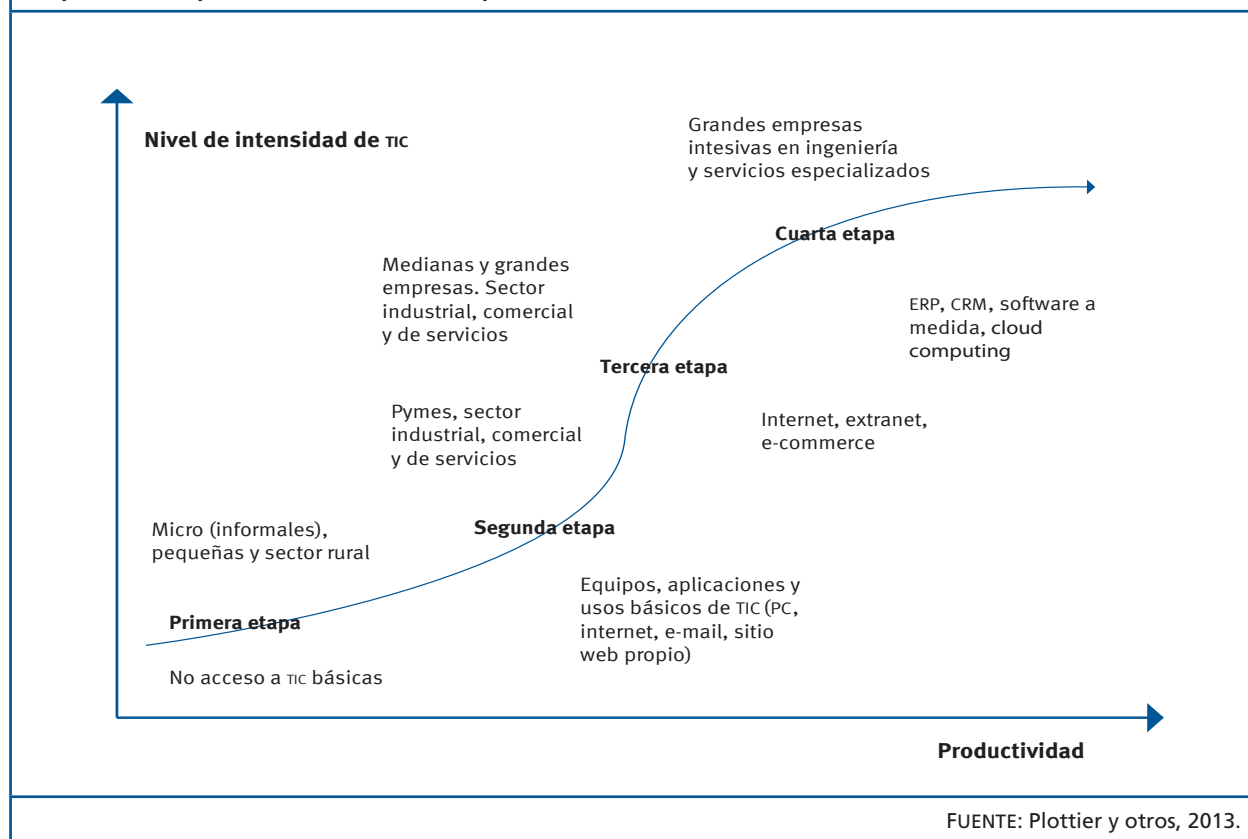 Nivel de intensidad de TIC
Grandes empresas
intesivas en ingeniería
y servicios especializados
Cuarta etapa
Medianas y grandes
empresas. Sector
industrial, comercial
y de servicios
ERP, CRM, software a
medida, cloud
computing
Tercera etapa
Pymes, sector
industrial, comercial
y de servicios
Internet, extranet,
e-commerce
Micro (informales),
pequeñas y sector rural
Segunda etapa
Equipos, aplicaciones y
usos básicos de TIC (PC,
internet, e-mail, sitio
web propio)
Primera etapa
No acceso a TIC básicas
Productividad
FUENTE: Plottier y otros, 2013.